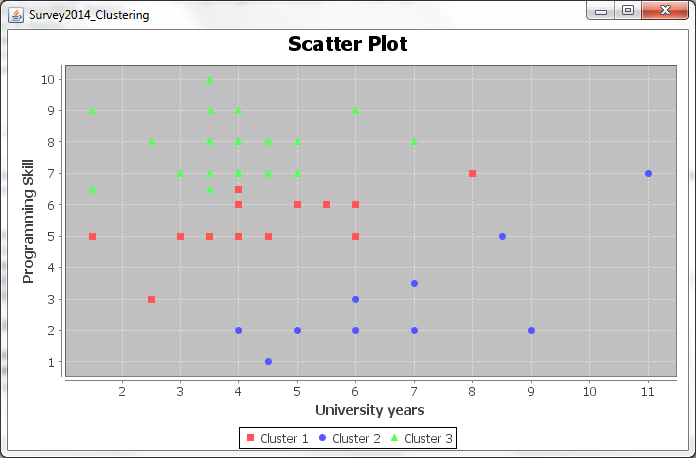 Survey2014_Clustering
Scatter Plot
10
9
8
7
6
5
4
3
2
1
Programming Skill
2 3 4 5 6 7 8 9 10 11
University years
Cluster 1 Cluster 2 Cluster 3